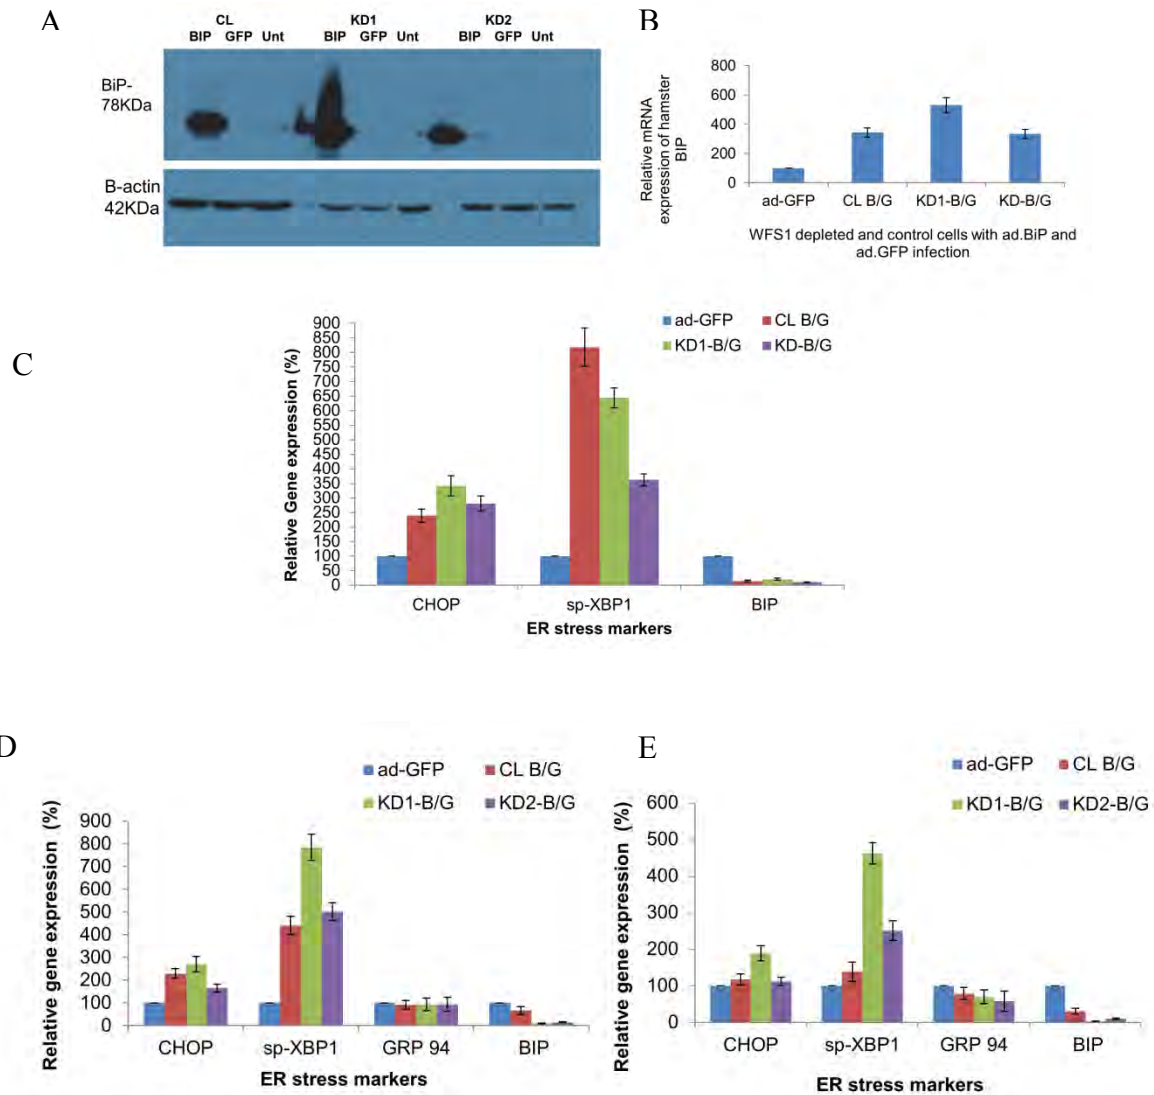 A
CL KD1 KD2
BIP GFP Unt BIP GFP Unt BIP GFP Unt
BiP-
78KDa
B-actin
42KDa
B
Relative mRNA
expression of hamster
BIP
800
600
400
200
0
ad-GFP CL B/G KD1-B/G KD-B/G
WFS1 depleted and control cells with ad.BiP and
ad.GFP infection
C
Relative Gene expression (%)
900
850
800
750
700
650
600
550
500
450
400
350
300
250
200
150
100
50
0
ad-GFP CL B/G
KD1-B/G KD-B/G
CHOP sp-XBP1 BIP
ER stress markers
D
Relative gene expression (%)
900
800
700
600
500
400
300
200
100
0
ad-GFP CL B/G
KD1-B/G KD2-B/G
CHOP sp-XBP1 GRP 94 BIP
ER stress markers
E
Relative gene expression (%)
600
500
400
300
200
100
0
ad-GFP CL B/G
KD1-B/G KD2-B/G
CHOP sp-XBP1 GRP 94 BIP
ER stress markers